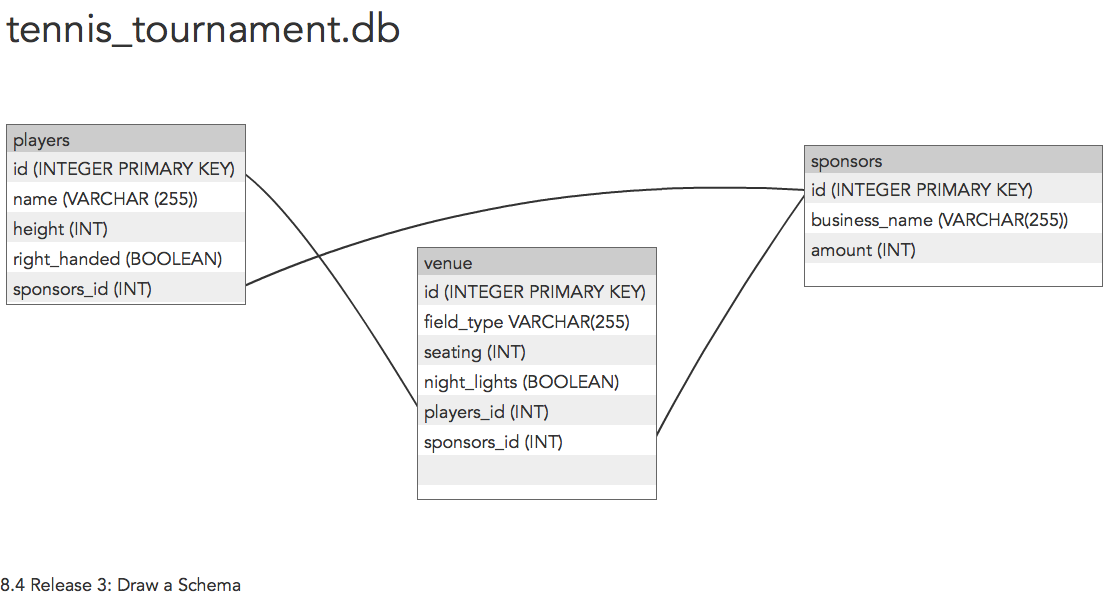 tennis_tournament.db
players
id (INTEGER PRIMARY KEY)
name (VARCHAR (255))
height (INT)
right_handed (BOOLEAN)
sponsors_id (INT)
venue
id (INTEGER PRIMARY KEY)
field_type VARCHAR(255)
seating (INT)
night_lights (BOOLEAN)
players_id (INT)
sponsors_id (INT)
sponsors
id (INTEGER PRIMARY KEY)
business_name (VARCHAR(255))
amount (INT)
8.4 Release 3: Draw a Schema